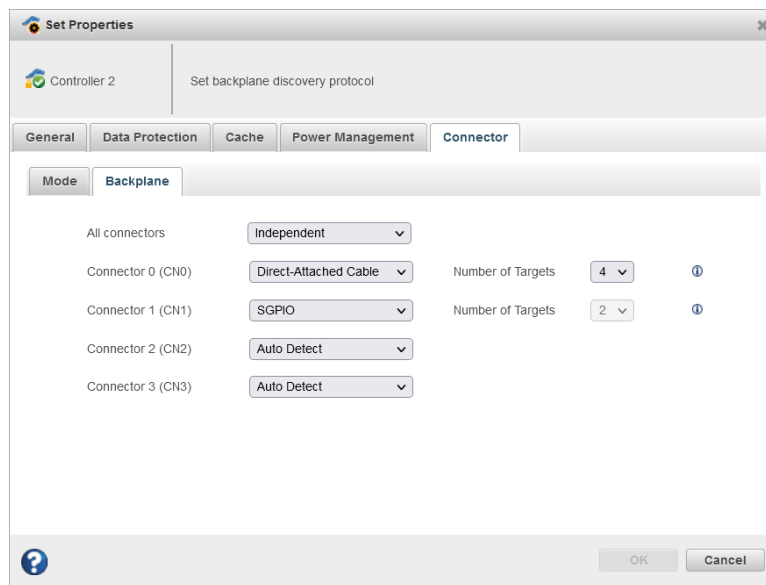 Set Properties
Controller 2
Set backplane discovery protocol
General Data Protection Cache Power Management Connector
Mode Backplane
All connectors Independent
Connector 0 (CN0) Direct-Attached Cable Number of Targets 4
Connector 1 (CN1) SGPIO Number of Targets 2
Connector 2 (CN2) Auto Detect
Connector 3 (CN3) Auto Detect
OK Cancel